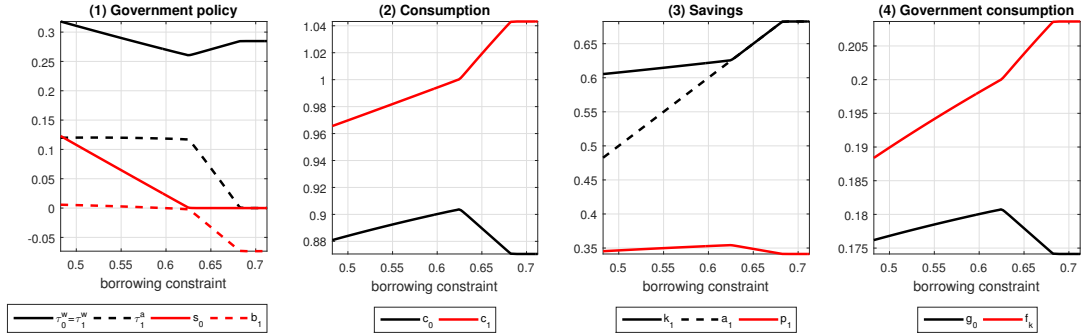 (1) Government policy
0.3
0.25
0.2
0.15
0.1
0.05
0
-0.05
0.5 0.55 0.6 0.65 0.7
borrowing constraint
τ₀ʷ=τ₁ʷ τ₁ᵃ s₀ b₁
(2) Consumption
1.04
1.02
1
0.98
0.96
0.94
0.92
0.9
0.88
0.5 0.55 0.6 0.65 0.7
borrowing constraint
c₀ c₁
(3) Savings
0.65
0.6
0.55
0.5
0.45
0.4
0.35
0.5 0.55 0.6 0.65 0.7
borrowing constraint
k₁ a₁ p₁
(4) Government consumption
0.205
0.2
0.195
0.19
0.185
0.18
0.175
0.5 0.55 0.6 0.65 0.7
borrowing constraint
g₀ fₖ